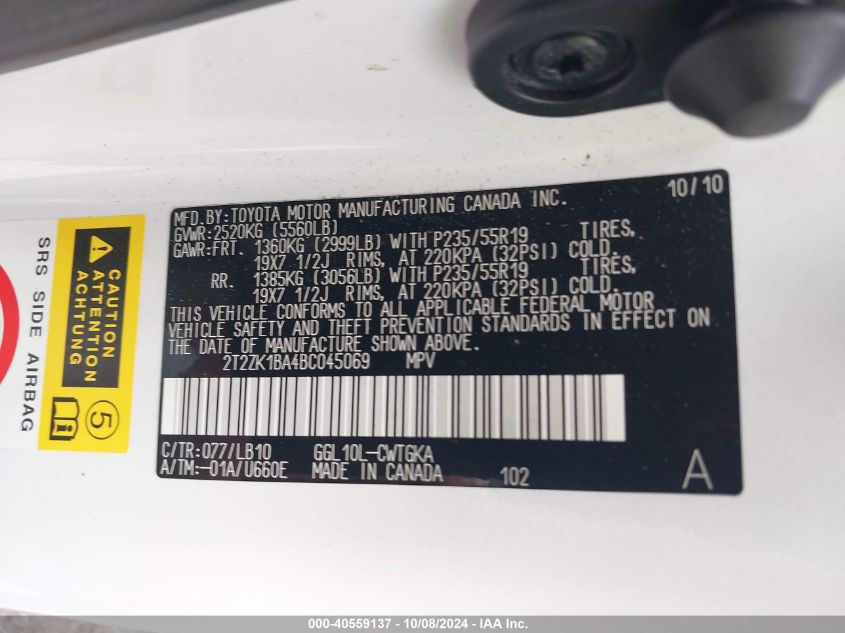 MFD.BY:TOYOTA MOTOR MANUFACTURING CANADA INC. 10/10
GVWR:2520KG (5560LB)
GAWR:FRT. 1360KG (2999LB) WITH P235/55R19 TIRES,
19X7 1/2J RIMS, AT 220KPA (32PSI) COLD.
RR. 1385KG (3056LB) WITH P235/55R19 TIRES,
19X7 1/2J RIMS, AT 220KPA (32PSI) COLD.
THIS VEHICLE CONFORMS TO ALL APPLICABLE FEDERAL MOTOR
VEHICLE SAFETY AND THEFT PREVENTION STANDARDS IN EFFECT ON
THE DATE OF MANUFACTURE SHOWN ABOVE.
2T2ZK1BA4BC045069 MPV
C/TR:077/LB10 GGL10L-CWTGKA
A/TM:-01A/U660E MADE IN CANADA 102 A
SRS SIDE AIRBAG
CAUTION
ATTENTION
ACHTUNG
5
000-40559137 - 10/08/2024 - IAAI.com